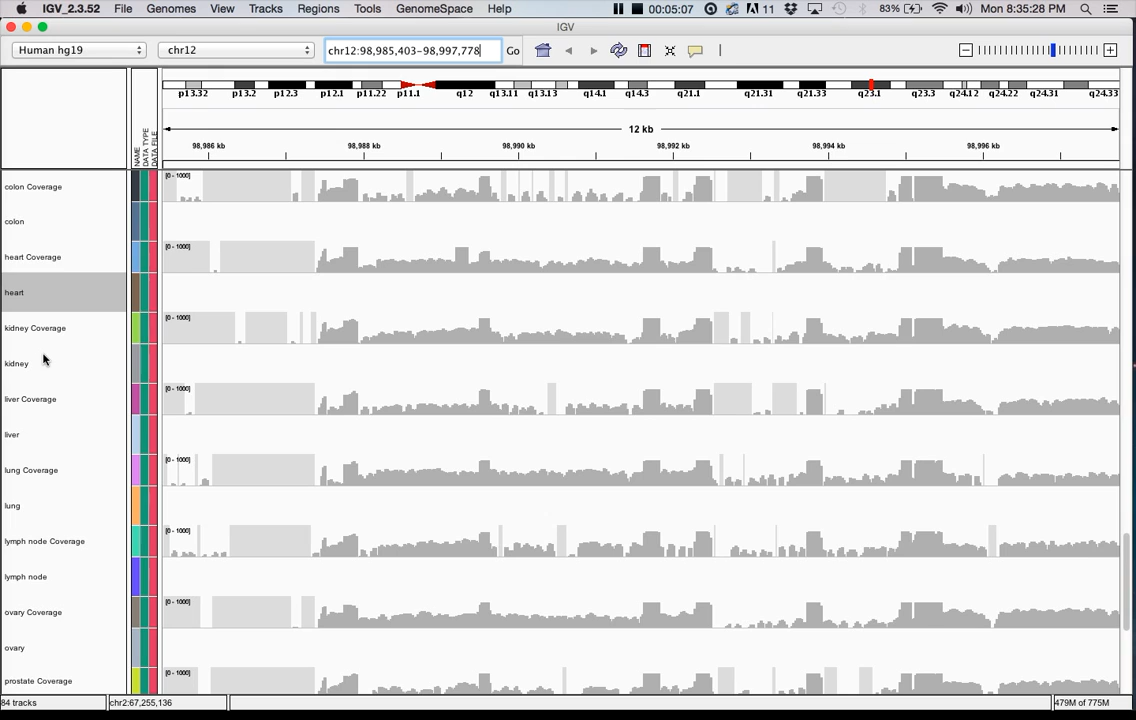 IGV_2.3.52 File Genomes View Tracks Regions Tools GenomeSpace Help 00:05:07 11 83% Mon 8:35:28 PM
IGV
Human hg19 chr12 chr12:98,985,403-98,997,778 Go
NAME
DATA TYPE
DATA FILE
p13.32 p13.2 p12.3 p12.1 p11.22 p11.1 q12 q13.11 q13.13 q14.1 q14.3 q21.1 q21.31 q21.33 q23.1 q23.3 q24.12 q24.22 q24.31 q24.33
12 kb
98,986 kb 98,988 kb 98,990 kb 98,992 kb 98,994 kb 98,996 kb
colon Coverage [0 - 1000]
colon
heart Coverage [0 - 1000]
heart
kidney Coverage [0 - 1000]
kidney
liver Coverage [0 - 1000]
liver
lung Coverage [0 - 1000]
lung
lymph node Coverage [0 - 1000]
lymph node
ovary Coverage [0 - 1000]
ovary
prostate Coverage [0 - 1000]
84 tracks chr2:67,255,136 479M of 775M